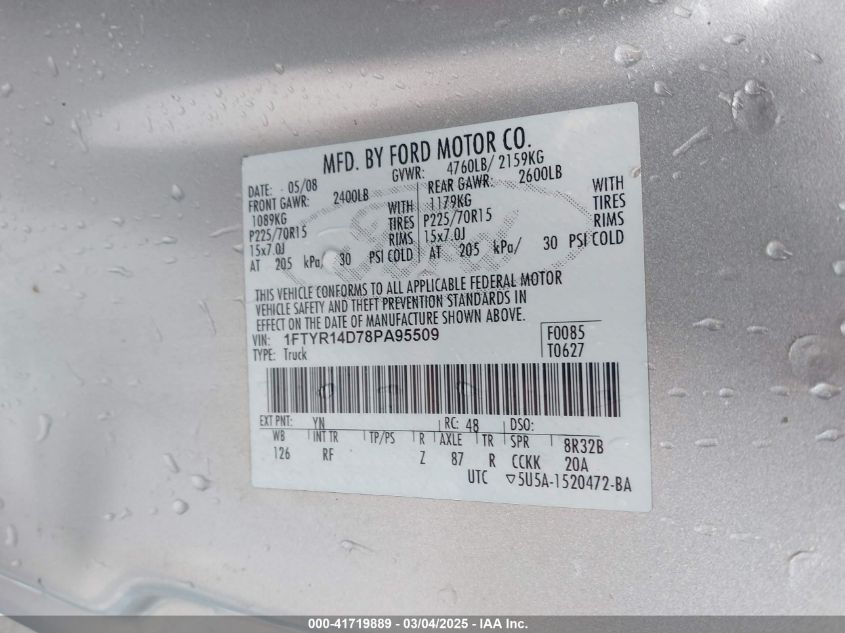 MFD. BY FORD MOTOR CO.
DATE: 05/08 GVWR: 4760LB/ 2159KG
FRONT GAWR: 2400LB REAR GAWR: 2600LB
1089KG WITH 1179KG WITH
P225/70R15 TIRES P225/70R15 TIRES
15x7.0J RIMS 15x7.0J RIMS
AT 205 kPa/ 30 PSI COLD AT 205 kPa/ 30 PSI COLD
THIS VEHICLE CONFORMS TO ALL APPLICABLE FEDERAL MOTOR
VEHICLE SAFETY AND THEFT PREVENTION STANDARDS IN
EFFECT ON THE DATE OF MANUFACTURE SHOWN ABOVE.
VIN: 1FTYR14D78PA95509 F0085
TYPE: Truck T0627
EXT PNT: YN RC: 48 DSO:
WB INT TR TP/PS R AXLE TR SPR 8R32B
126 RF Z 87 R CCKK 20A
UTC ▽5U5A-1520472-BA
000-41719889 - 03/04/2025 - IAA Inc.